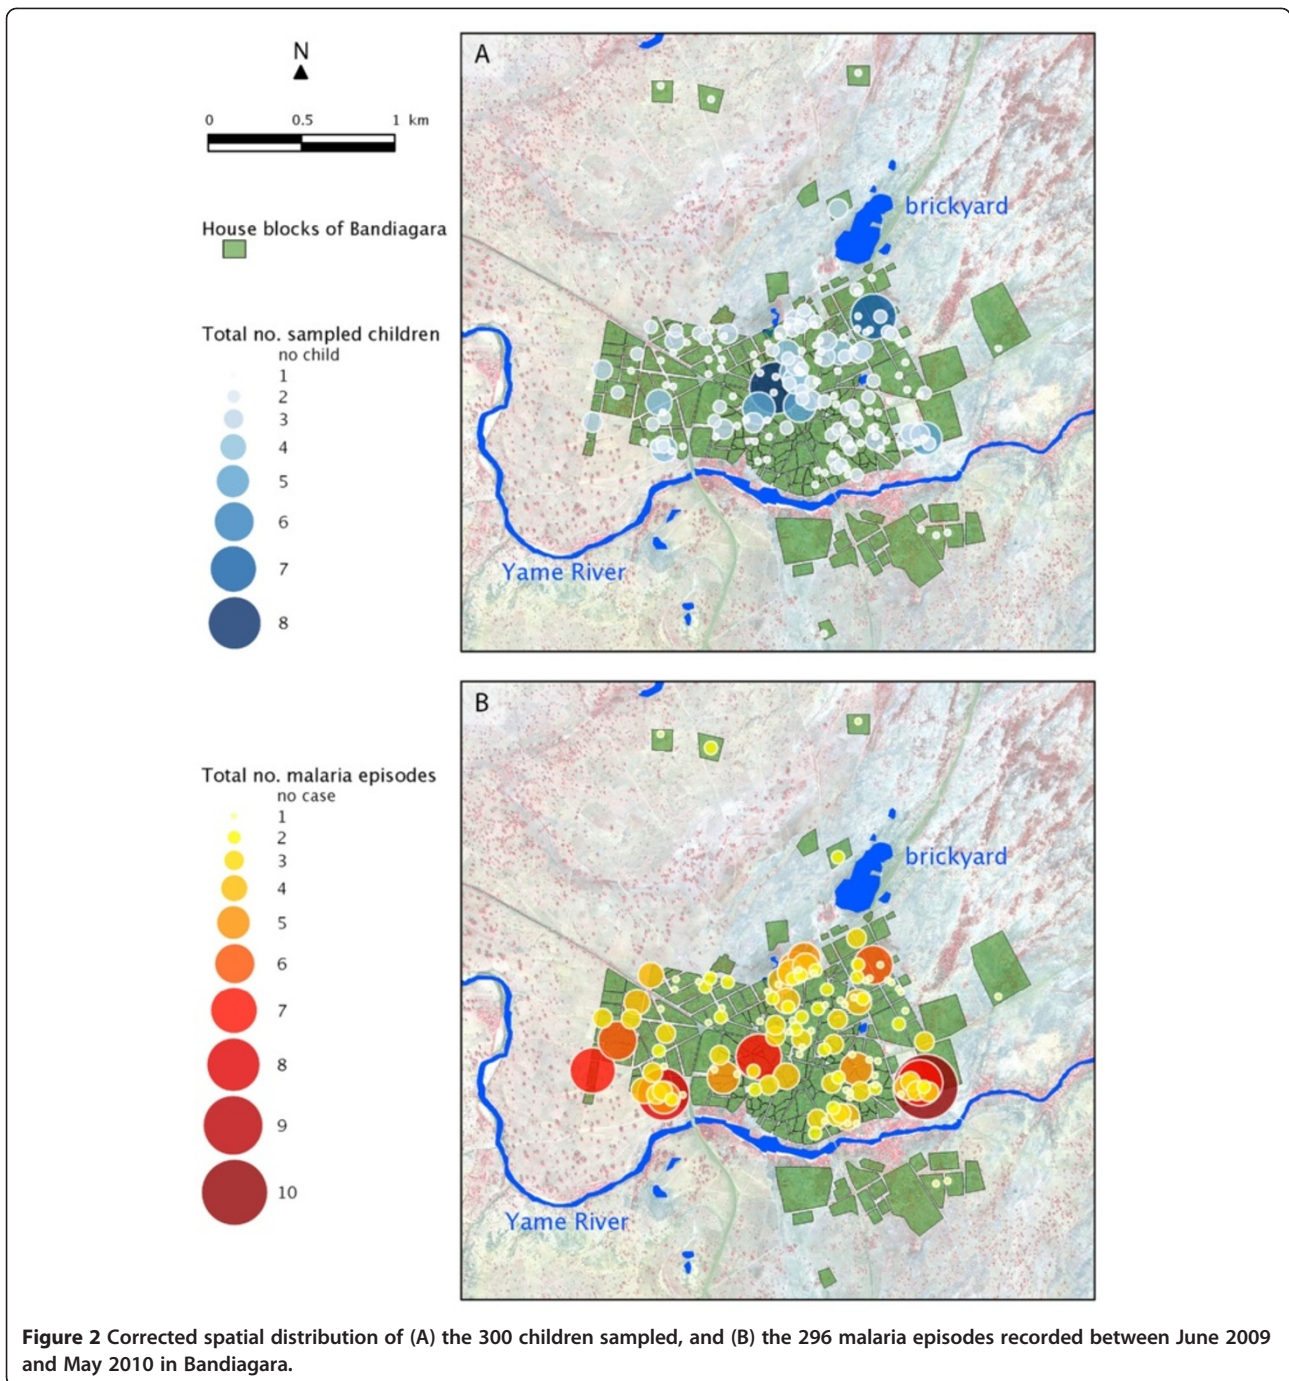 N
0 0.5 1 km
House blocks of Bandiagara
Total no. sampled children
no child
1
2
3
4
5
6
7
8
A
brickyard
Yame River
Total no. malaria episodes
no case
1
2
3
4
5
6
7
8
9
10
B
brickyard
Yame River
Figure 2 Corrected spatial distribution of (A) the 300 children sampled, and (B) the 296 malaria episodes recorded between June 2009
and May 2010 in Bandiagara.